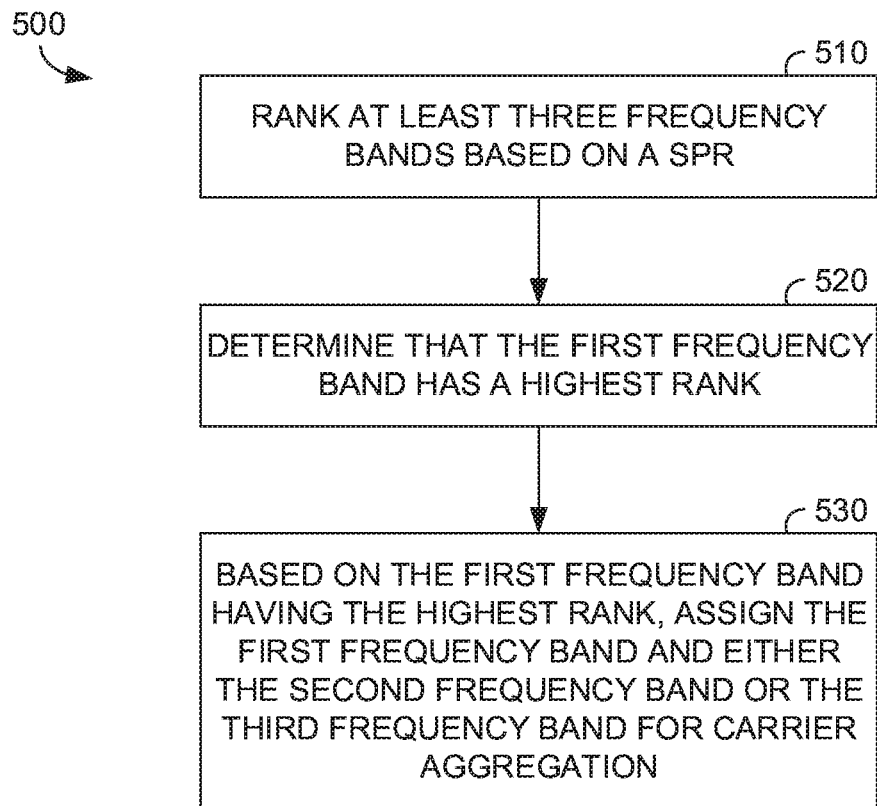 500
510
RANK AT LEAST THREE FREQUENCY
BANDS BASED ON A SPR
520
DETERMINE THAT THE FIRST FREQUENCY
BAND HAS A HIGHEST RANK
530
BASED ON THE FIRST FREQUENCY BAND
HAVING THE HIGHEST RANK, ASSIGN THE
FIRST FREQUENCY BAND AND EITHER
THE SECOND FREQUENCY BAND OR THE
THIRD FREQUENCY BAND FOR CARRIER
AGGREGATION